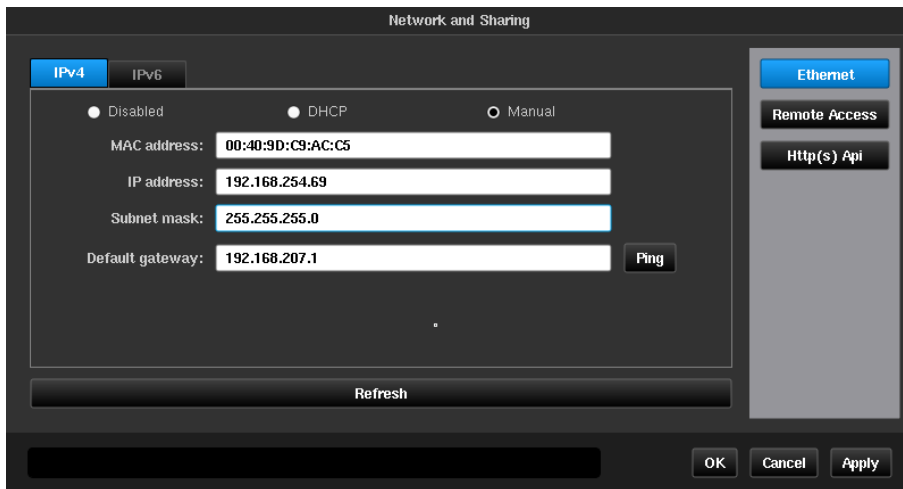 Network and Sharing
IPv4 IPv6
Ethernet
Disabled DHCP Manual
Remote Access
MAC address: 00:40:9D:C9:AC:C5
Http(s) Api
IP address: 192.168.254.69
Subnet mask: 255.255.255.0
Default gateway: 192.168.207.1 Ping
Refresh
OK Cancel Apply